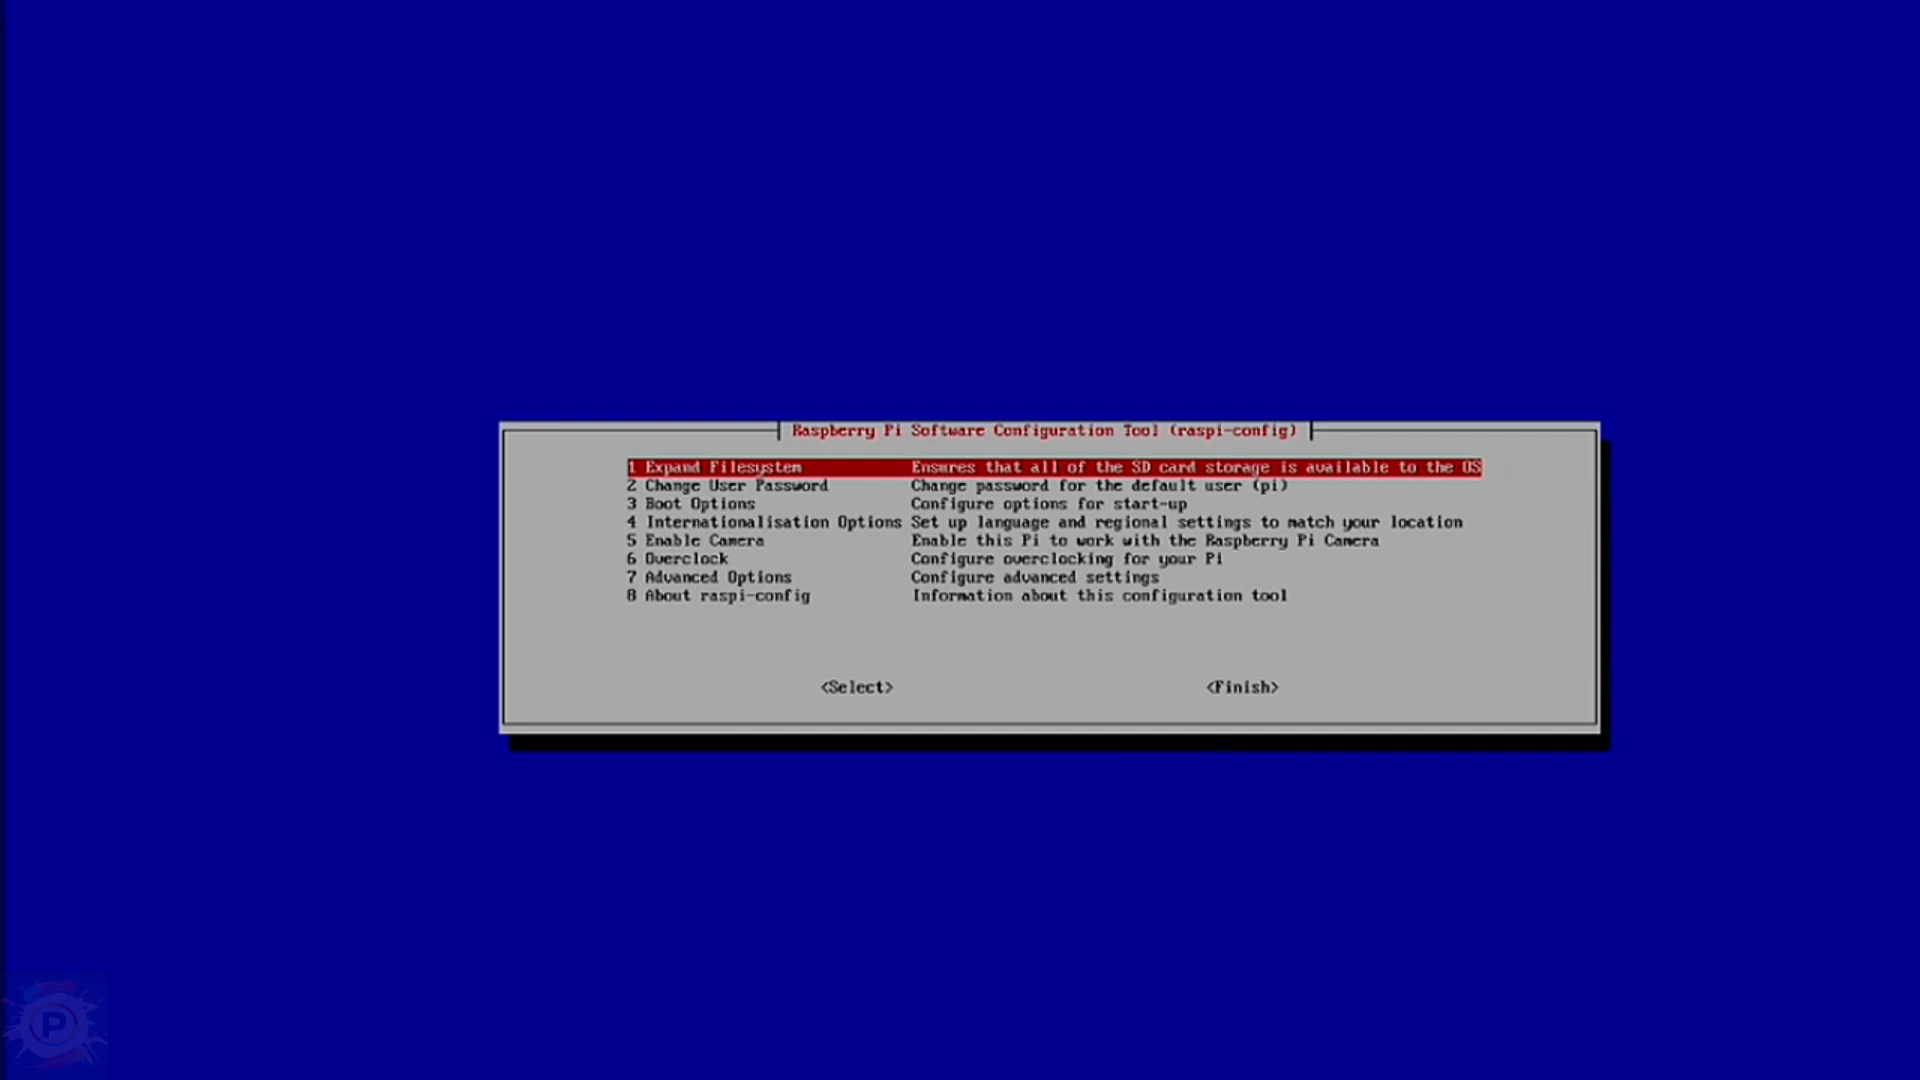 Raspberry Pi Software Configuration Tool (raspi-config)
1 Expand Filesystem Ensures that all of the SD card storage is available to the OS
2 Change User Password Change password for the default user (pi)
3 Boot Options Configure options for start-up
4 Internationalisation Options Set up language and regional settings to match your location
5 Enable Camera Enable this Pi to work with the Raspberry Pi Camera
6 Overclock Configure overclocking for your Pi
7 Advanced Options Configure advanced settings
8 About raspi-config Information about this configuration tool
<Select> <Finish>
P